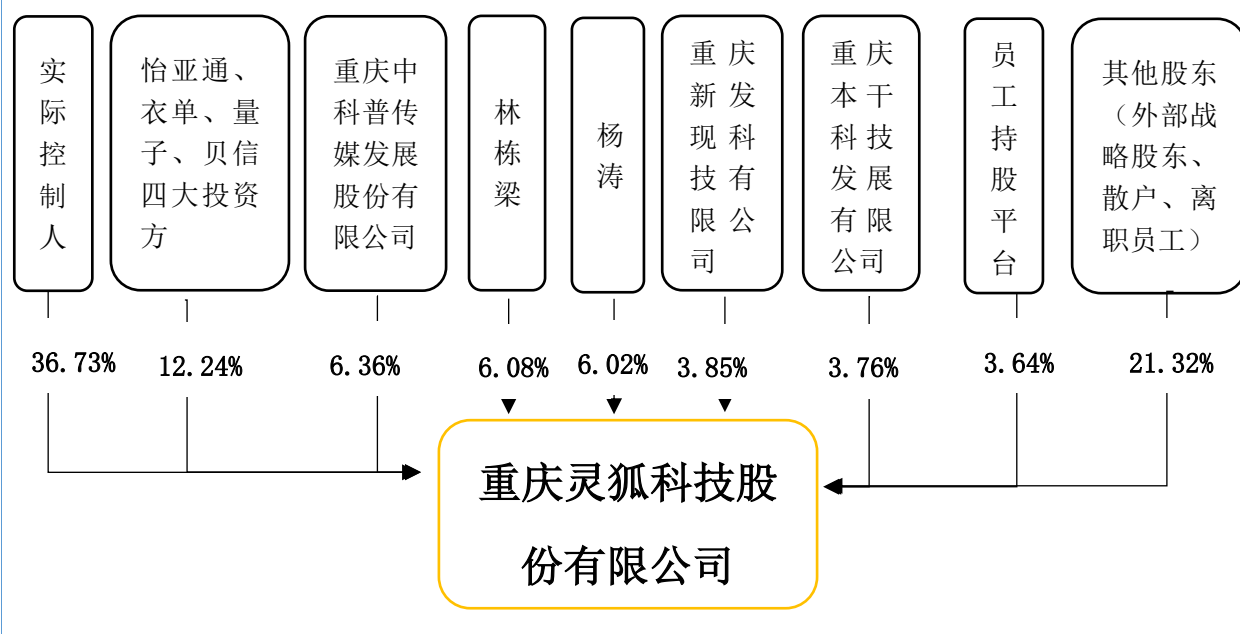 实
际
控
制
人
怡亚通、
衣单、量
子、贝信
四大投资
方
重庆中
科普传
媒发展
股份有
限公司
林
栋
梁
杨
涛
重庆
新发
现科
技有
限公
司
重庆
本干
科技
发展
有限
公司
员
工
持
股
平
台
其他股东
（外部战
略股东、
散户、离
职员工）
36.73%
12.24%
6.36%
6.08%
6.02%
3.85%
3.76%
3.64%
21.32%
重庆灵狐科技股
份有限公司